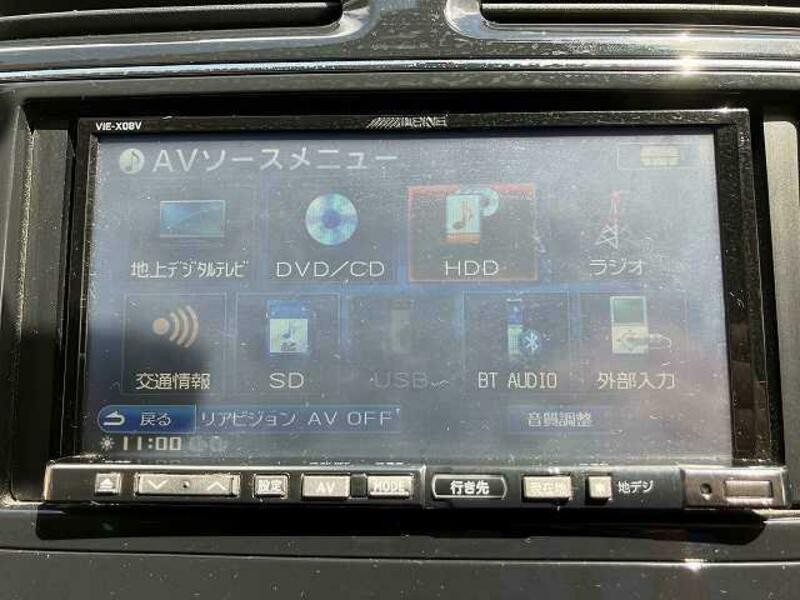 VIE-X08V
ALPINE
AVソースメニュー
地上デジタルテレビ DVD/CD HDD ラジオ
交通情報 SD USB BT AUDIO 外部入力
戻る リアビジョン AV OFF 音質調整
11:00
設定 AV MODE 行き先 現在地 地デジ